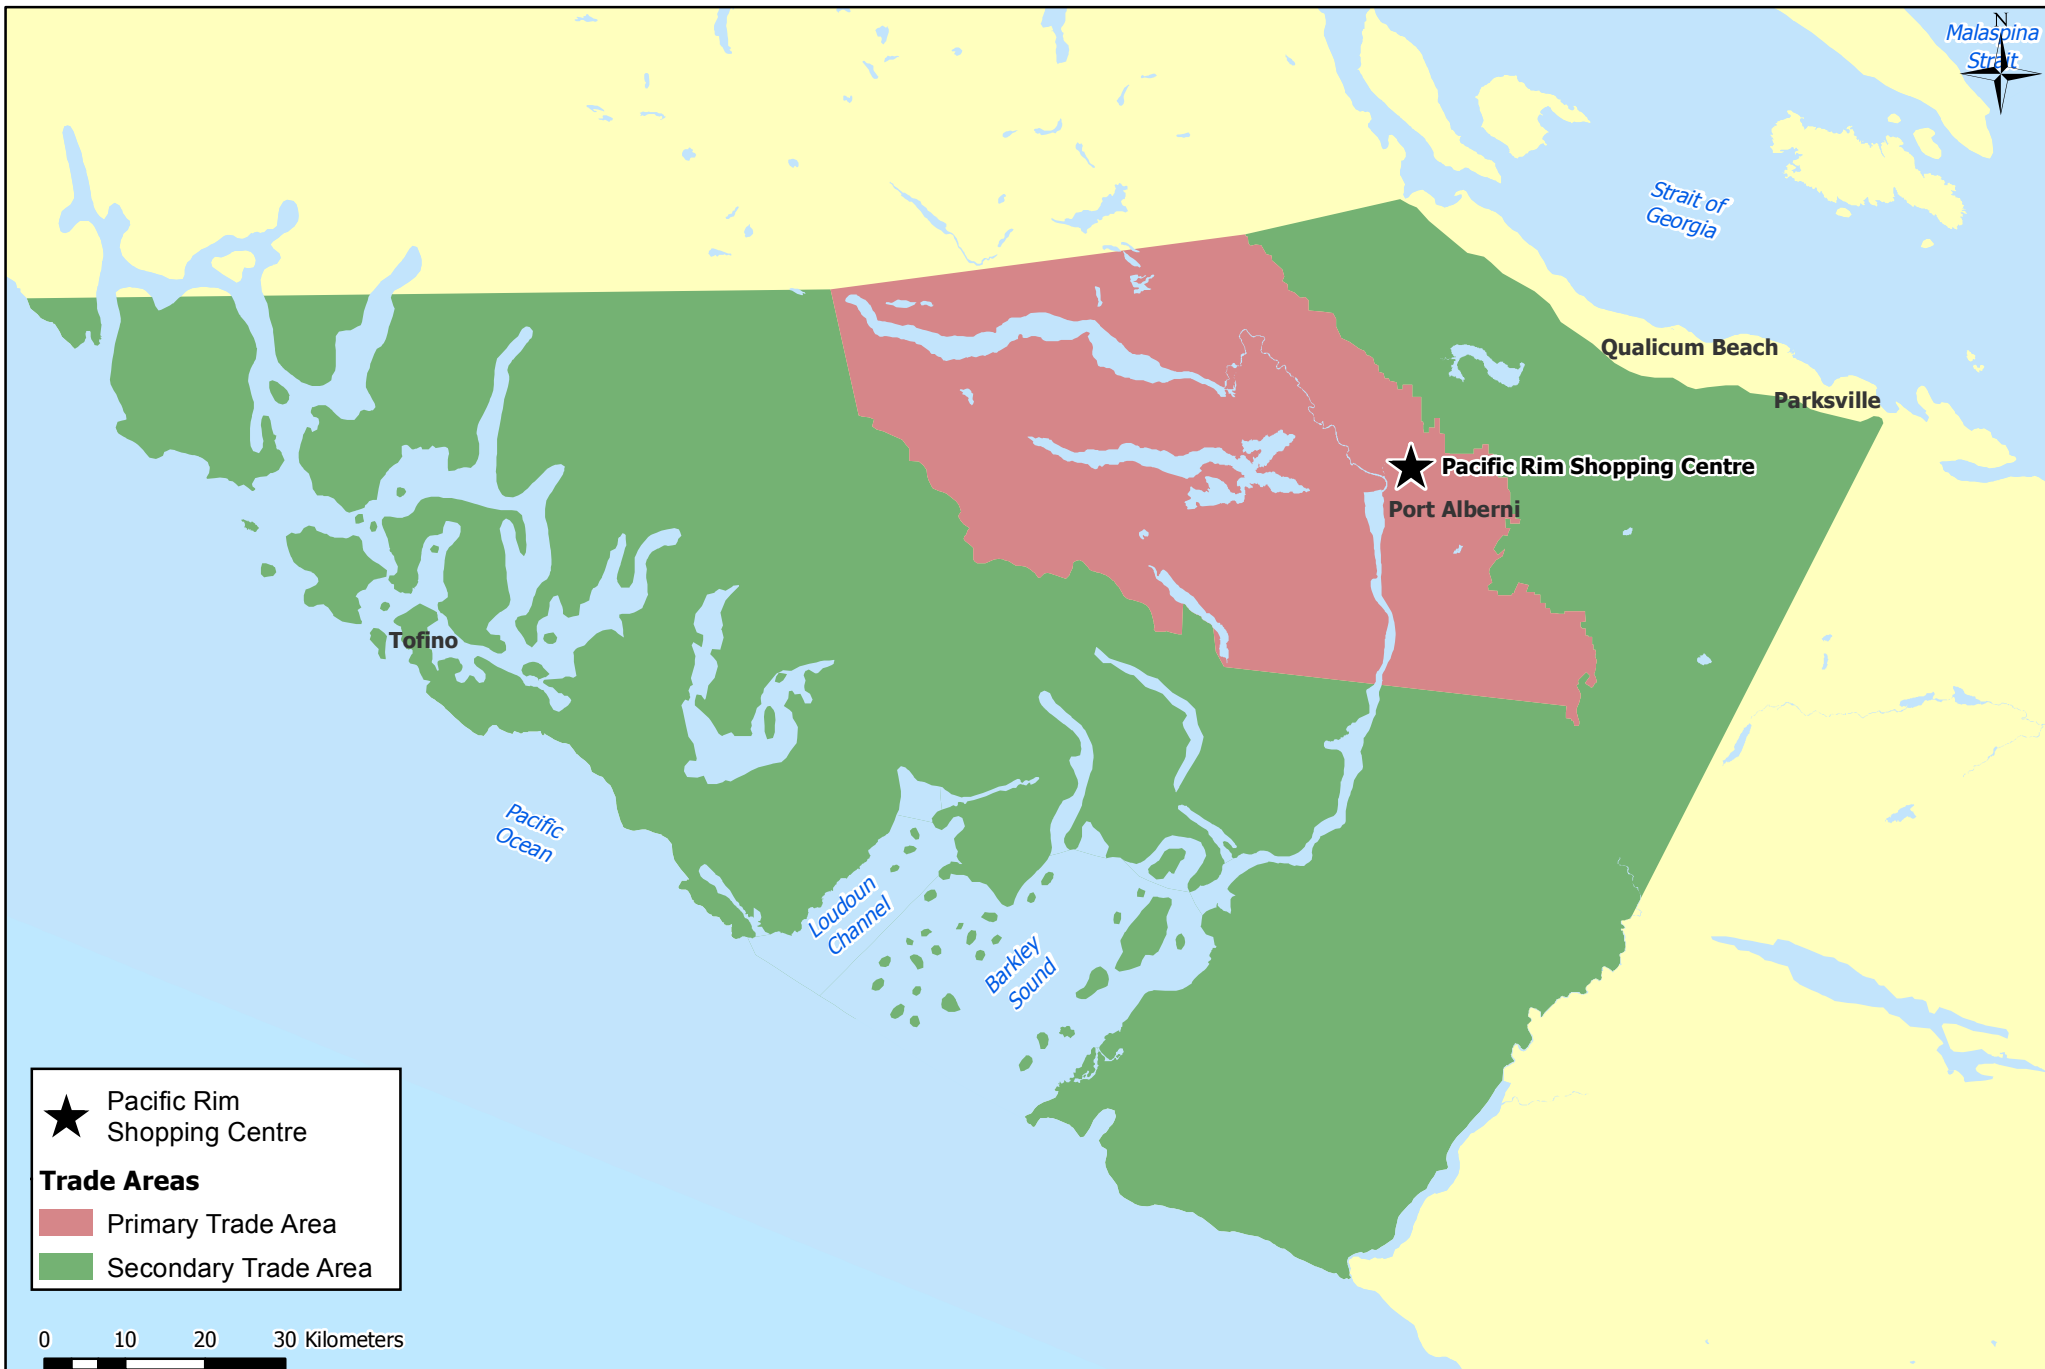 N
Malaspina
Strait
Strait of
Georgia
Qualicum Beach
Parksville
Pacific Rim Shopping Centre
Port Alberni
Tofino
Pacific
Ocean
Loudoun
Channel
Barkley
Sound
Pacific Rim
Shopping Centre
Trade Areas
Primary Trade Area
Secondary Trade Area
0 10 20 30 Kilometers